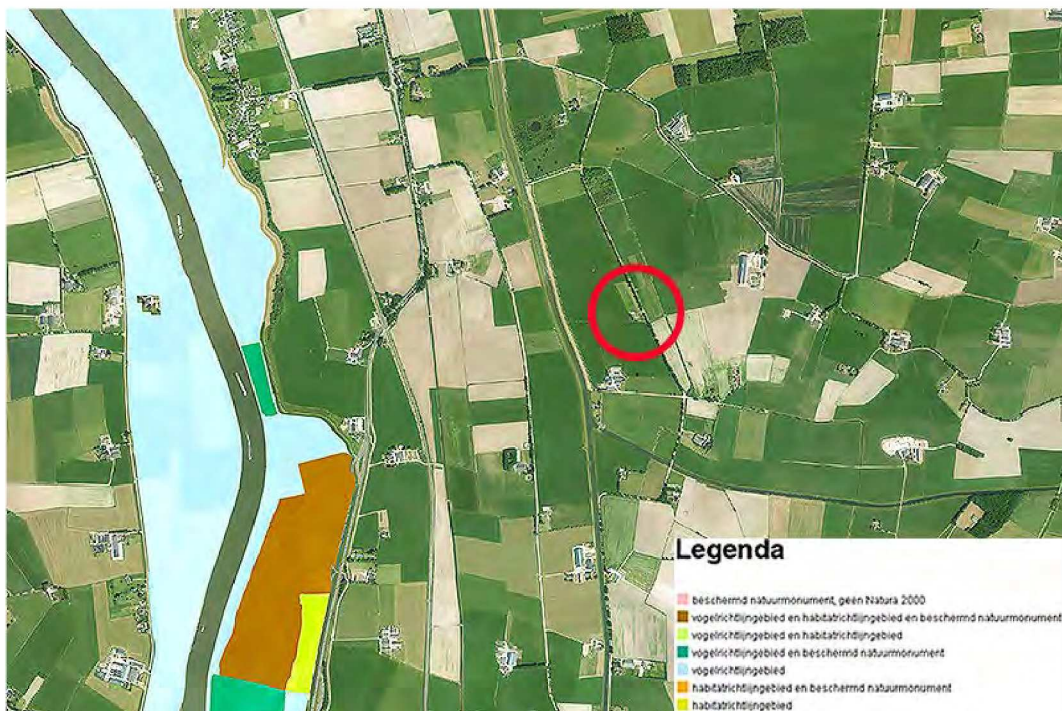 Legenda
beschermd natuurmonument, geen Natura 2000
vogelrichtlijngebied en habitatrichtlijngebied en beschermd natuurmonument
vogelrichtlijngebied en habitatrichtlijngebied
vogelrichtlijngebied en beschermd natuurmonument
vogelrichtlijngebied
habitatrichtlijngebied en beschermd natuurmonument
habitatrichtlijngebied